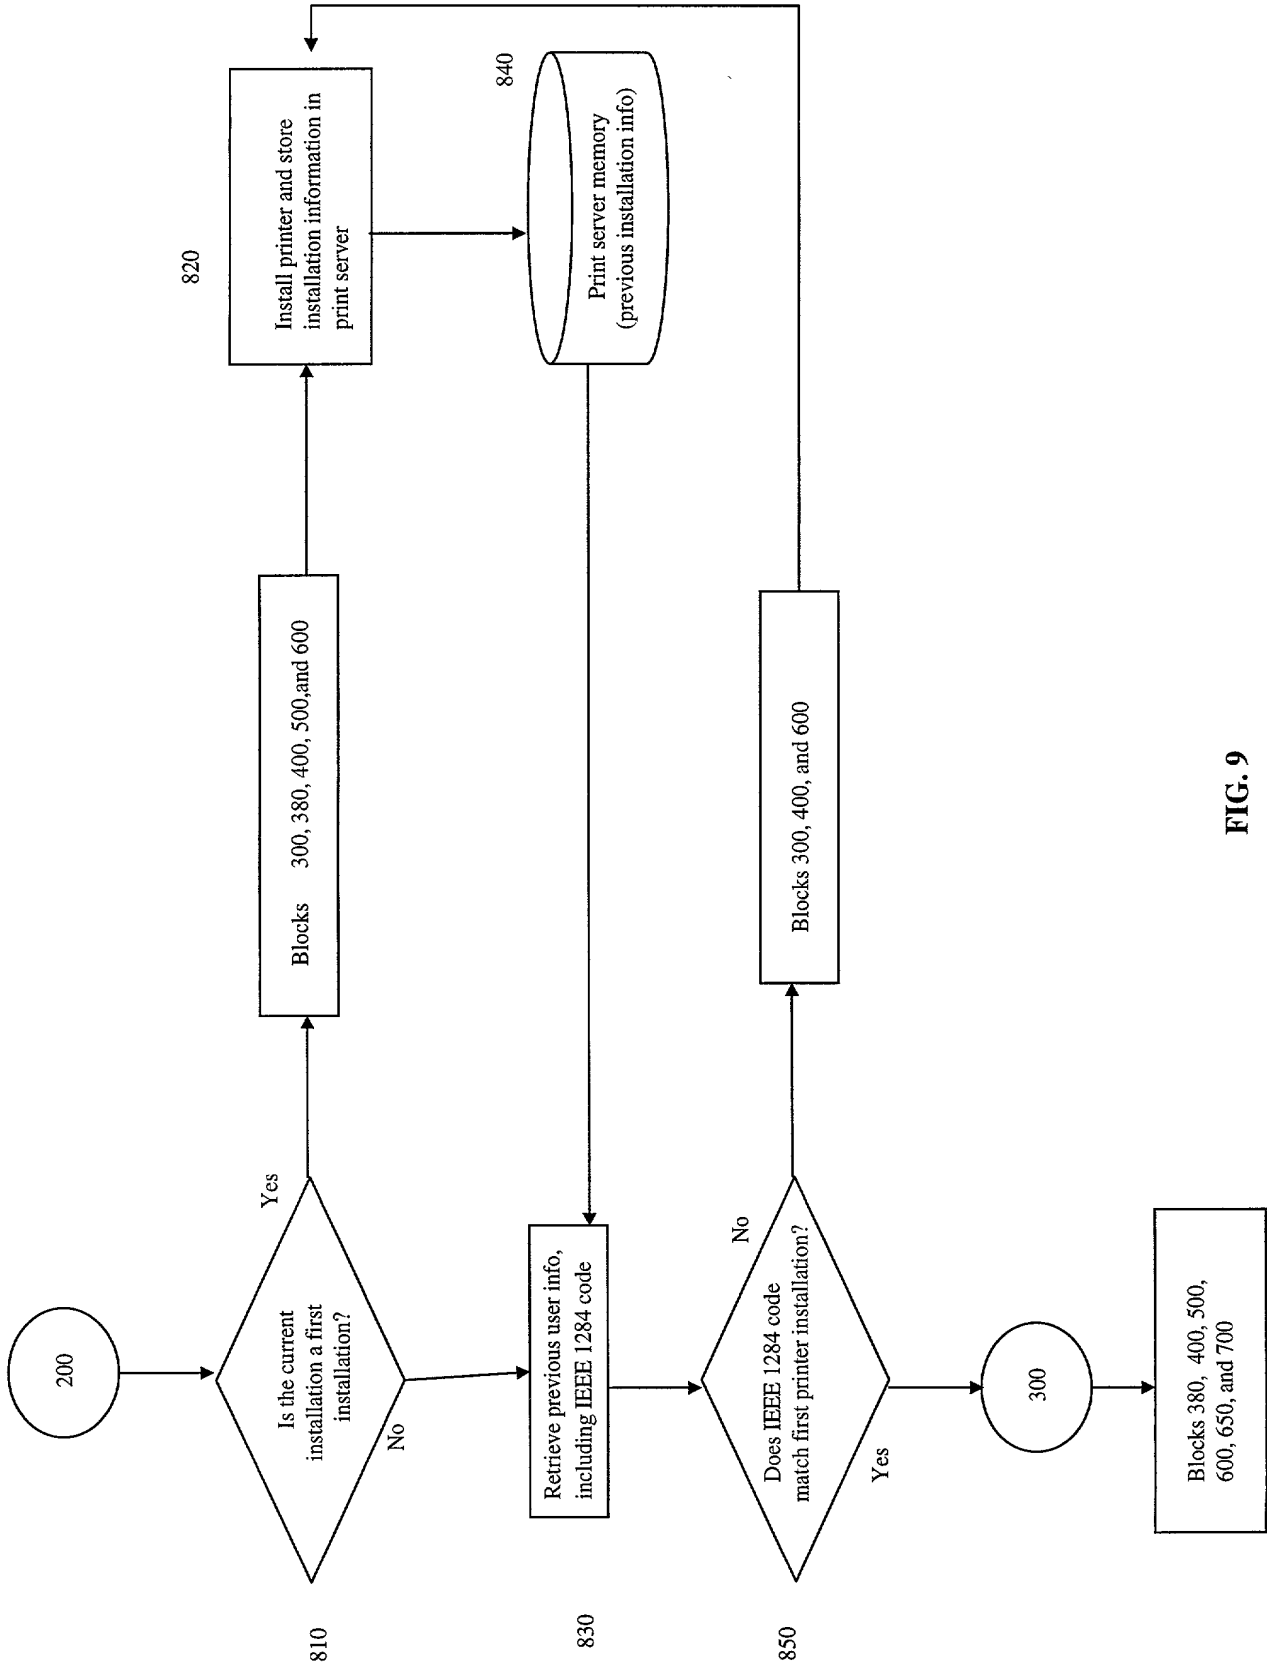 200
810
Is the current
installation a first
installation?
Yes
No
Blocks 300, 380, 400, 500,and 600
820
Install printer and store
installation information in
print server
830
Retrieve previous user info,
including IEEE 1284 code
840
Print server memory
(previous installation info)
850
Does IEEE 1284 code
match first printer installation?
No
Yes
Blocks 300, 400, and 600
300
Blocks 380, 400, 500,
600, 650, and 700
FIG. 9